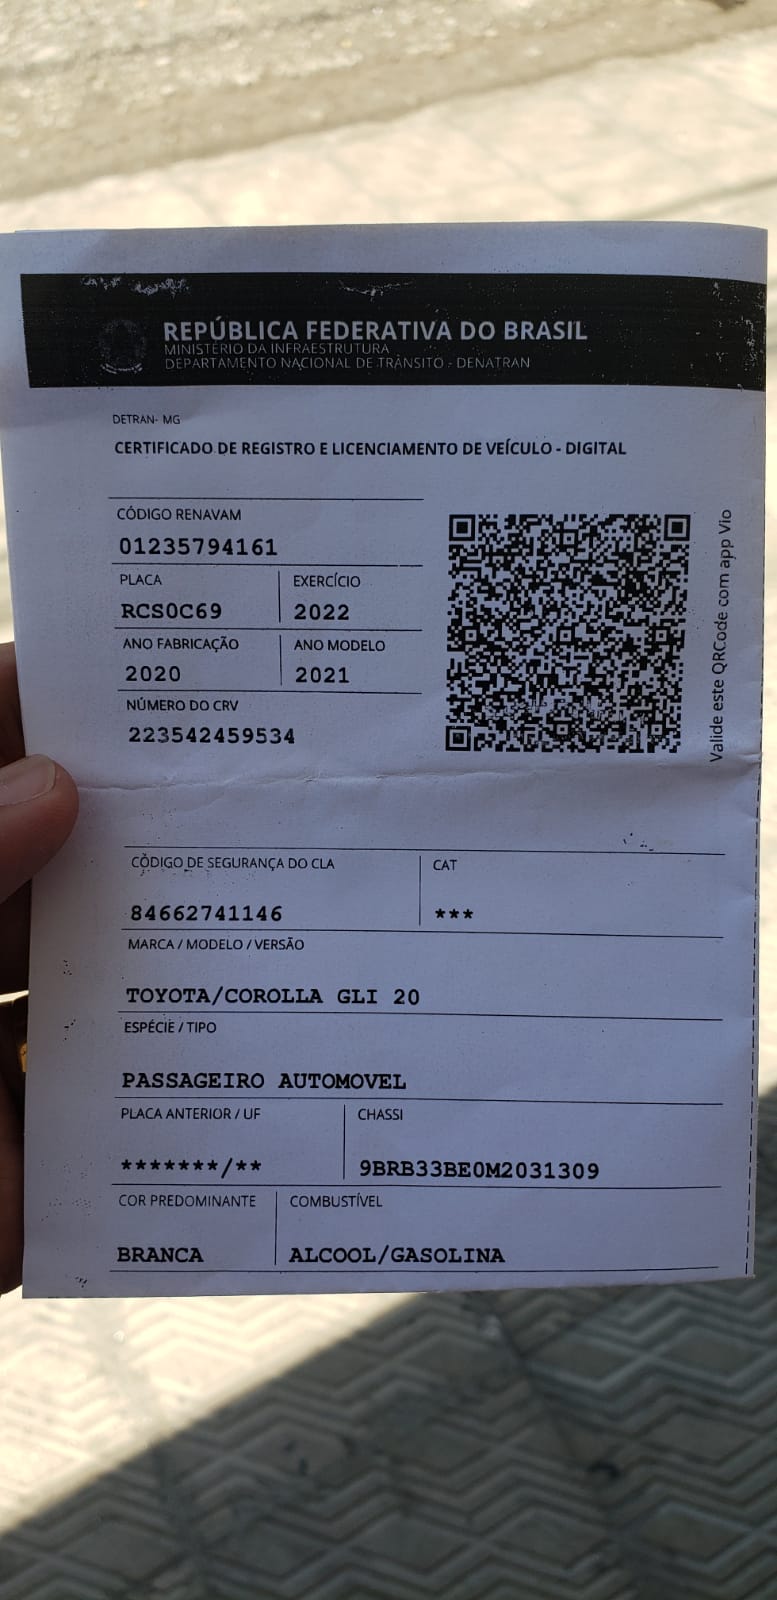 REPÚBLICA FEDERATIVA DO BRASIL
MINISTÉRIO DA INFRAESTRUTURA
DEPARTAMENTO NACIONAL DE TRÂNSITO - DENATRAN
DETRAN- MG
CERTIFICADO DE REGISTRO E LICENCIAMENTO DE VEÍCULO - DIGITAL
CÓDIGO RENAVAM
01235794161
PLACA EXERCÍCIO
RCS0C69 2022
ANO FABRICAÇÃO ANO MODELO
2020 2021
NÚMERO DO CRV
223542459534
Valide este QRCode com app Vio
CÓDIGO DE SEGURANÇA DO CLA CAT
84662741146 ***
MARCA / MODELO / VERSÃO
TOYOTA/COROLLA GLI 20
ESPÉCIE / TIPO
PASSAGEIRO AUTOMOVEL
PLACA ANTERIOR / UF CHASSI
*******/** 9BRB33BE0M2031309
COR PREDOMINANTE COMBUSTÍVEL
BRANCA ALCOOL/GASOLINA